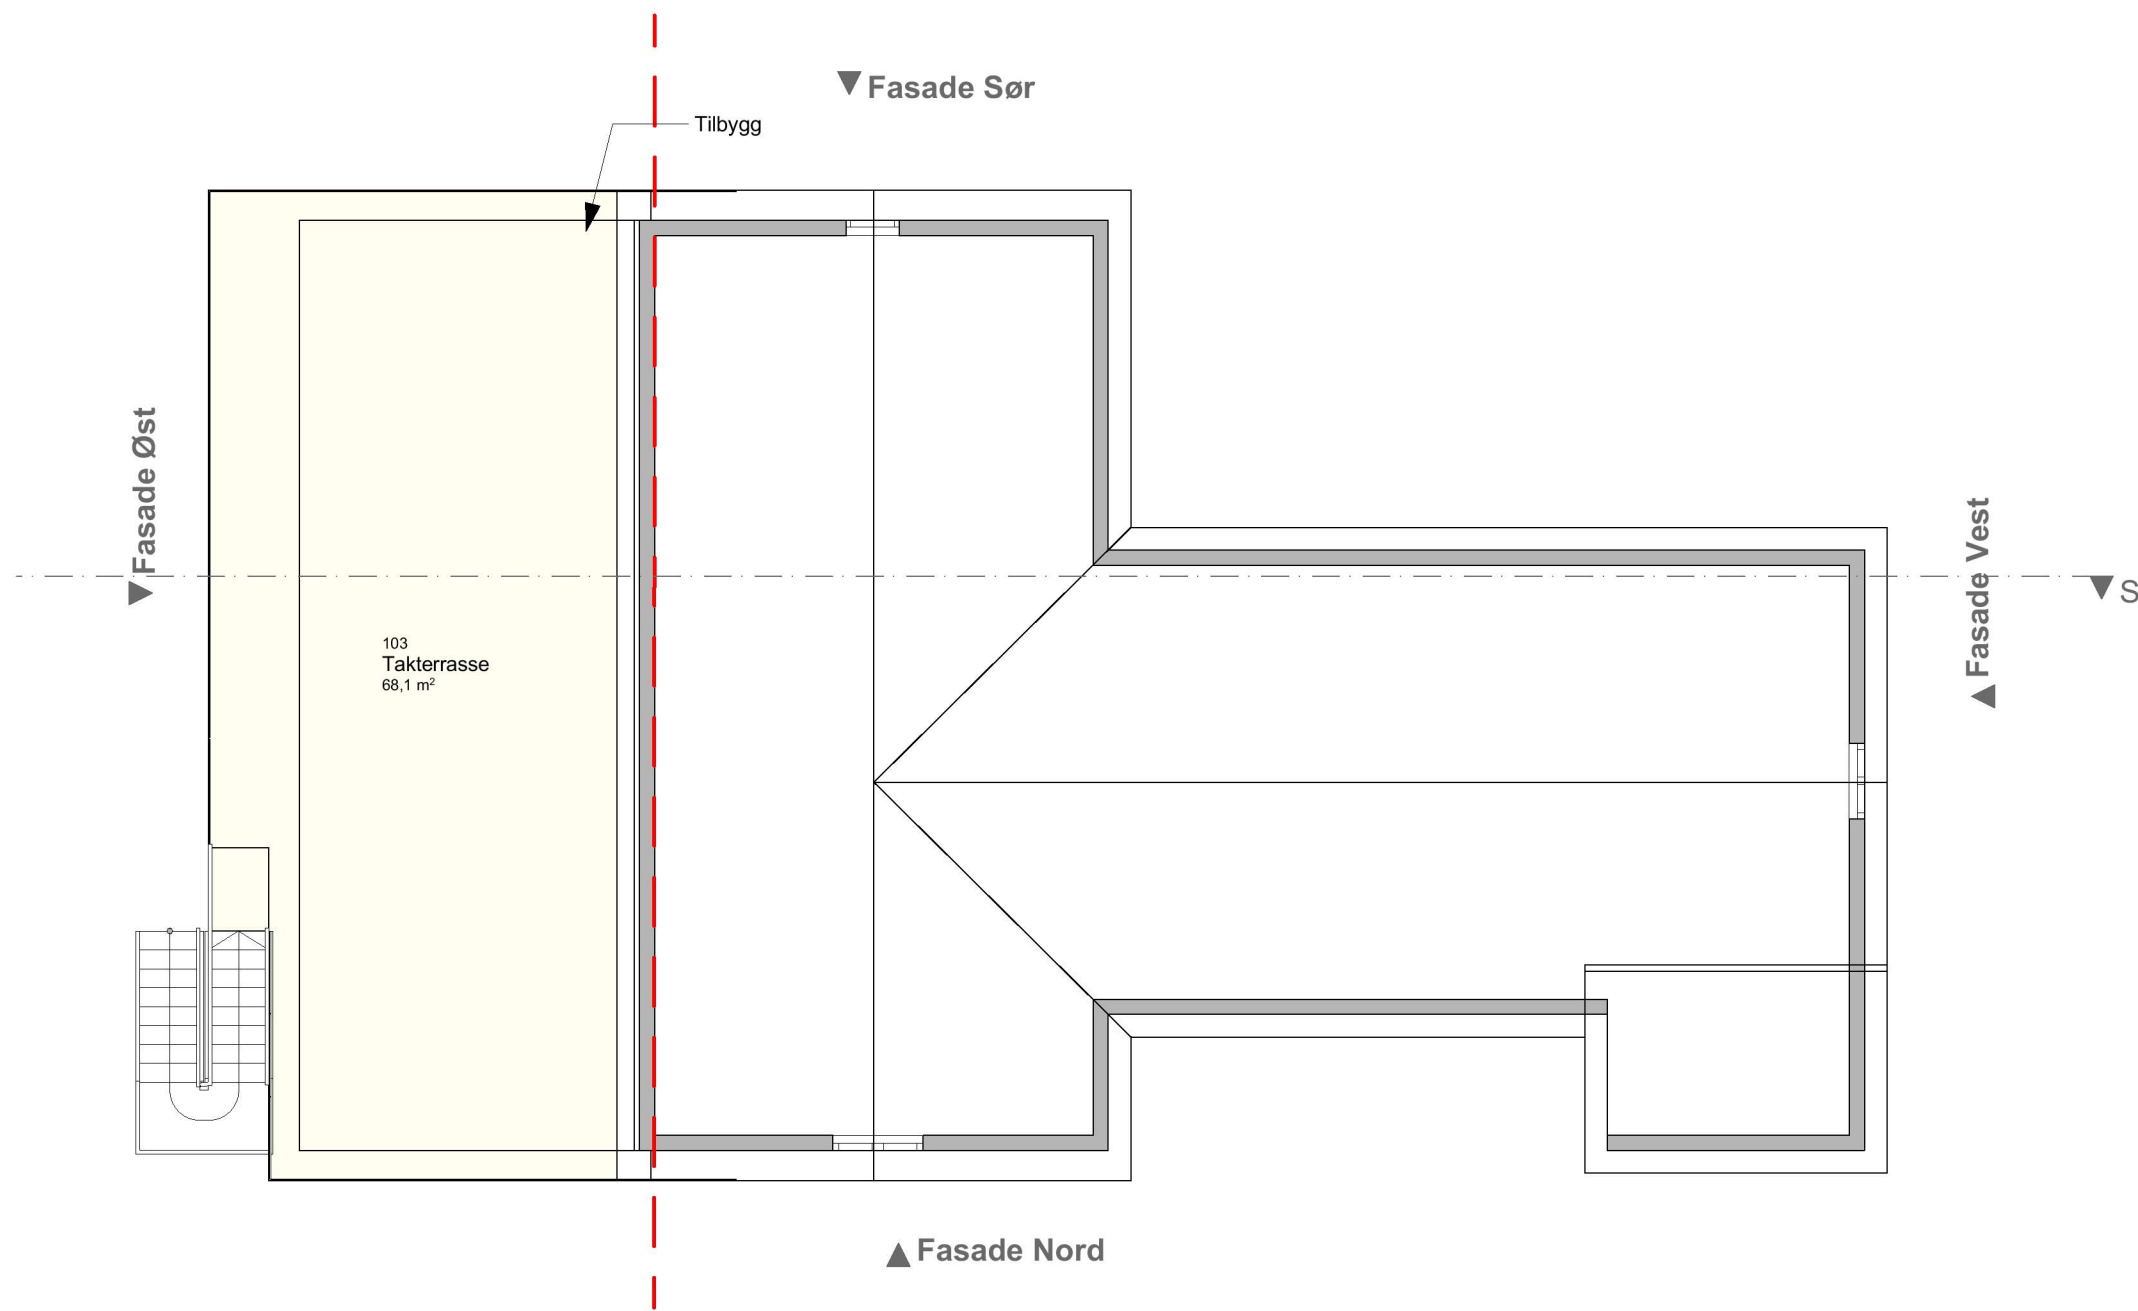 Fasade Sør
Tilbygg
Fasade Øst
Fasade Vest
S
103
Takterrasse
68,1 m²
Fasade Nord